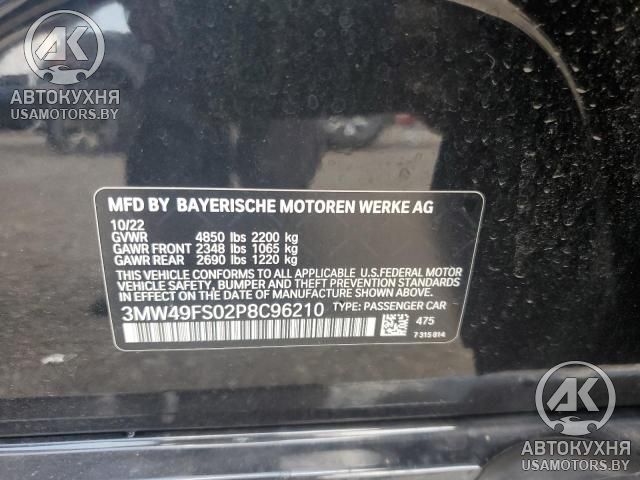 AK
АВТОКУХНЯ
USAMOTORS.BY
MFD BY BAYERISCHE MOTOREN WERKE AG
10/22
GVWR 4850 lbs 2200 kg
GAWR FRONT 2348 lbs 1065 kg
GAWR REAR 2690 lbs 1220 kg
THIS VEHICLE CONFORMS TO ALL APPLICABLE U.S.FEDERAL MOTOR
VEHICLE SAFETY, BUMPER AND THEFT PREVENTION STANDARDS
IN EFFECT ON THE DATE OF MANUFACTURE SHOWN ABOVE.
3MW49FS02P8C96210 TYPE: PASSENGER CAR
475
7 315 814
AK
АВТОКУХНЯ
USAMOTORS.BY